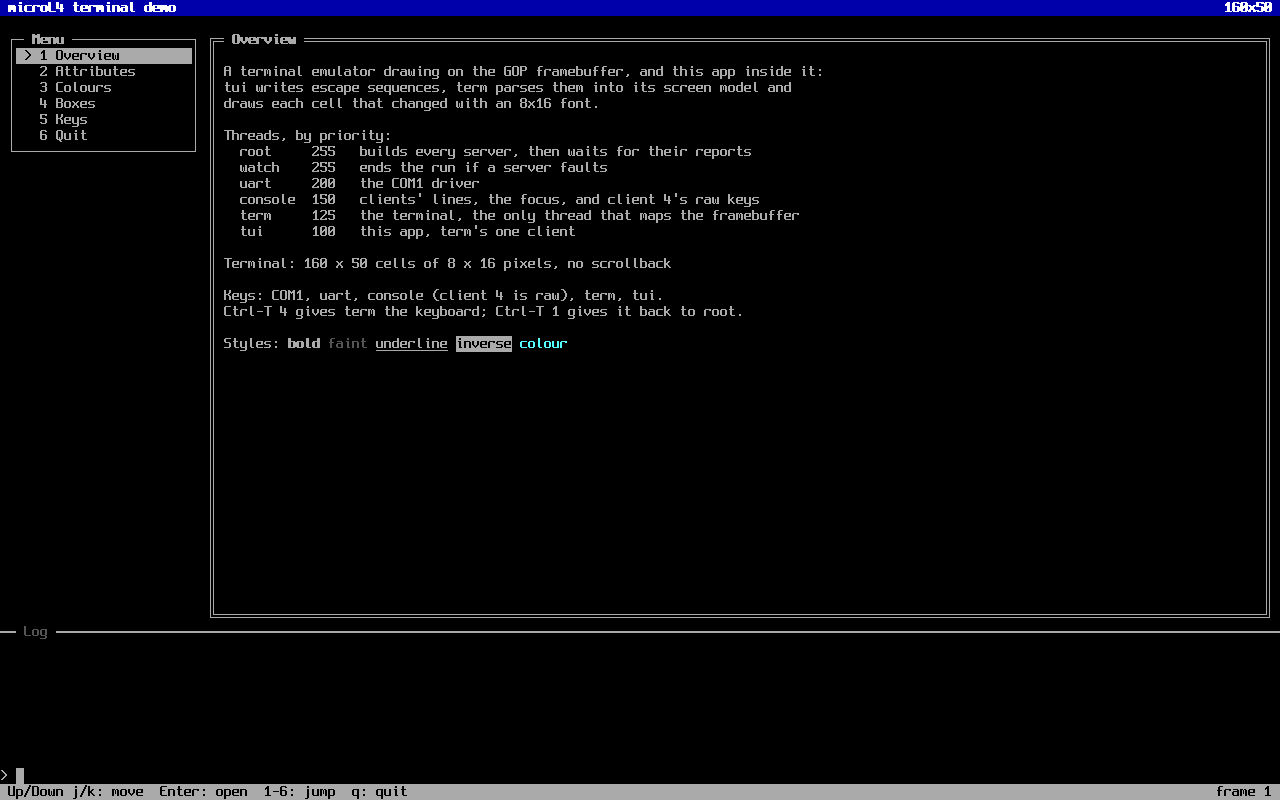 microL4 terminal demo 160x50
Menu
> 1 Overview
2 Attributes
3 Colours
4 Boxes
5 Keys
6 Quit
Overview
A terminal emulator drawing on the GOP framebuffer, and this app inside it:
tui writes escape sequences, term parses them into its screen model and
draws each cell that changed with an 8x16 font.
Threads, by priority:
root 255 builds every server, then waits for their reports
watch 255 ends the run if a server faults
uart 200 the COM1 driver
console 150 clients' lines, the focus, and client 4's raw keys
term 125 the terminal, the only thread that maps the framebuffer
tui 100 this app, term's one client
Terminal: 160 x 50 cells of 8 x 16 pixels, no scrollback
Keys: COM1, uart, console (client 4 is raw), term, tui.
Ctrl-T 4 gives term the keyboard; Ctrl-T 1 gives it back to root.
Styles: bold faint underline inverse colour
Log
>
Up/Down j/k: move Enter: open 1-6: jump q: quit frame 1